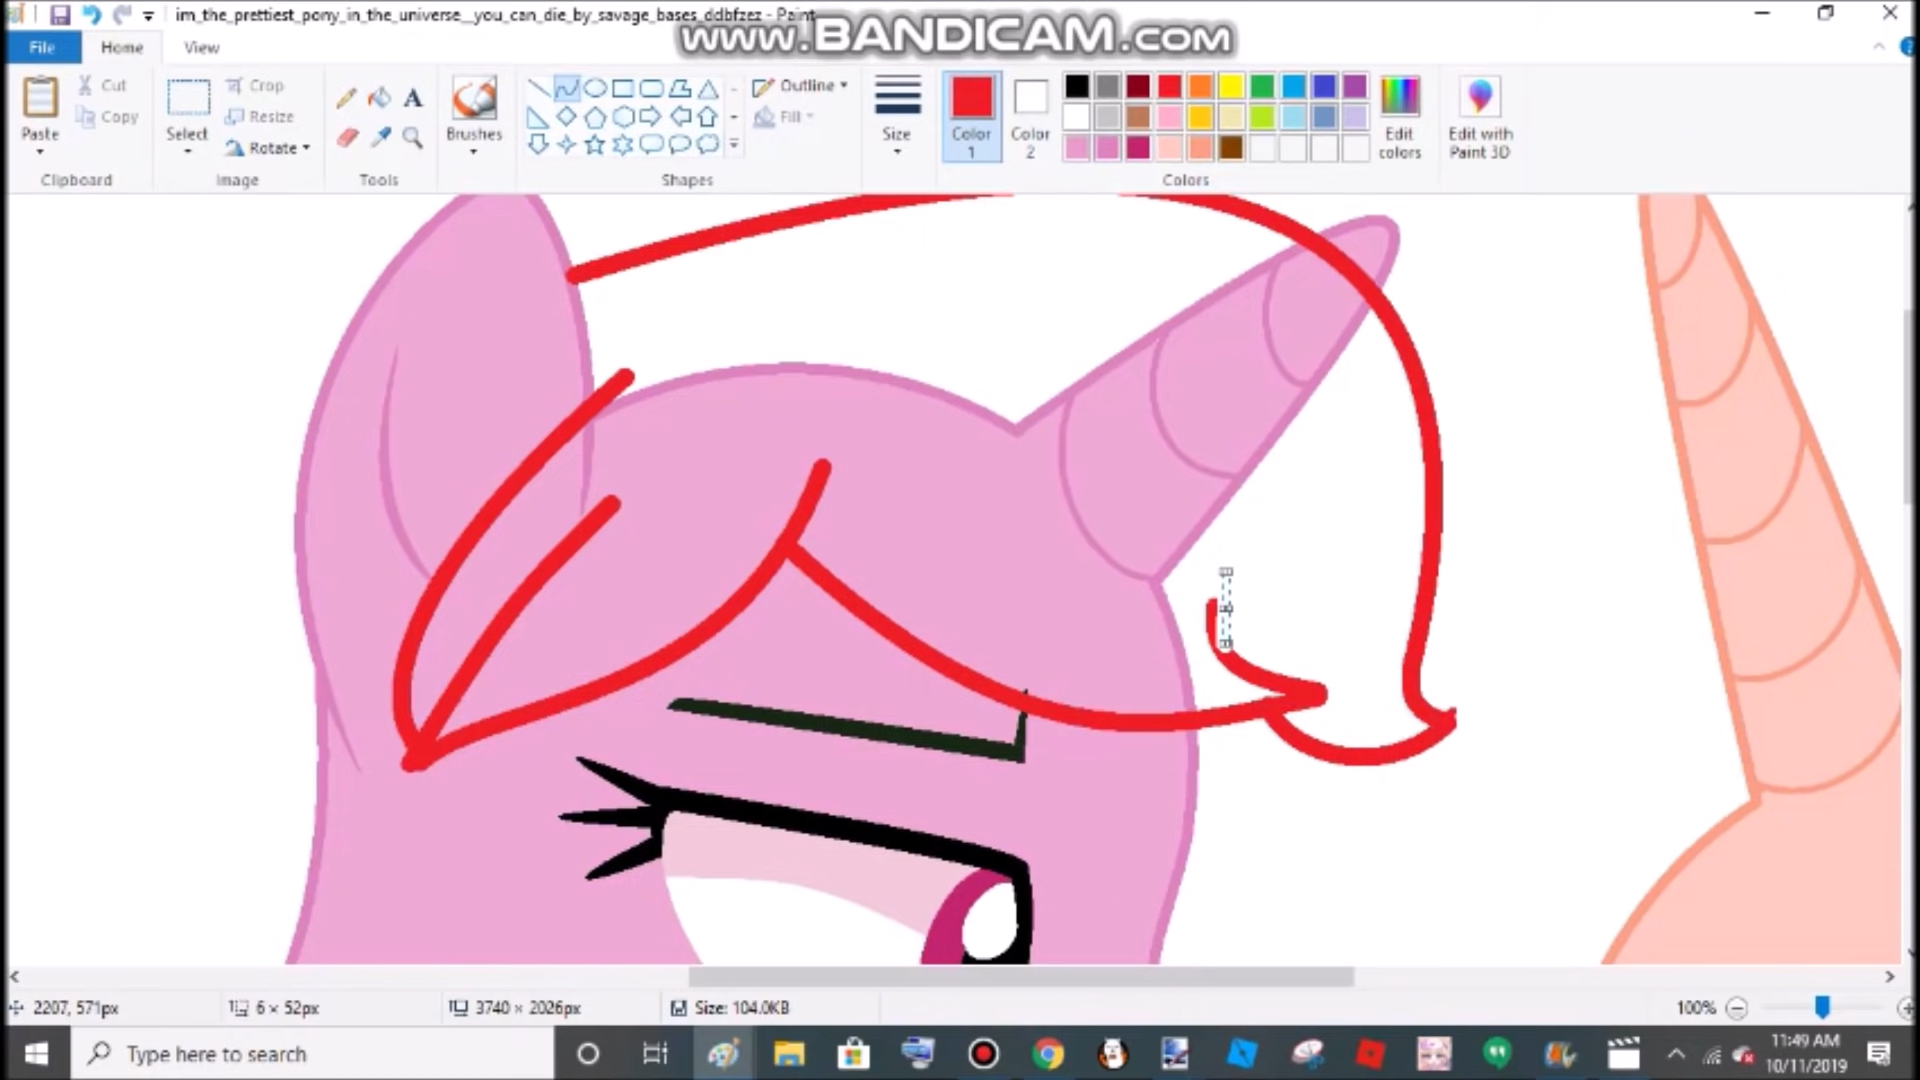 im_the_prettiest_pony_in_the_universe__you_can_die_by_savage_bases_ddbfzez - Paint
www.BANDICAM.com
File
Home
View
Paste
Cut
Copy
Clipboard
Select
Crop
Resize
Rotate
Image
A
Tools
Brushes
Outline
Fill
Shapes
Size
Color 1
Color 2
Edit colors
Edit with Paint 3D
Colors
2207, 571px
6 × 52px
3740 × 2026px
Size: 104.0KB
100%
Type here to search
11:49 AM
10/11/2019